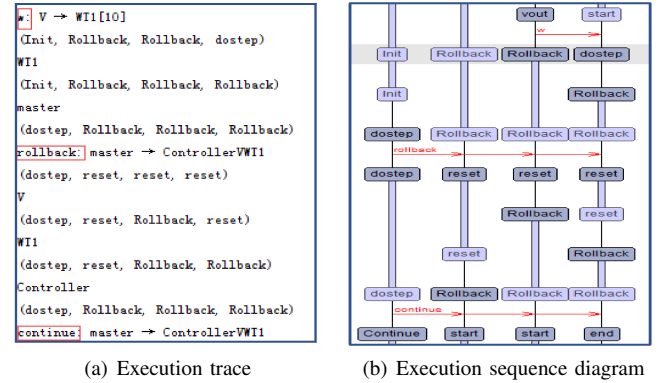 w: V → WT1[10]
(Init, Rollback, Rollback, dostep)
WT1
(Init, Rollback, Rollback, Rollback)
master
(dostep, Rollback, Rollback, Rollback)
rollback: master → ControllerVWT1
(dostep, reset, reset, reset)
V
(dostep, reset, Rollback, reset)
WT1
(dostep, reset, Rollback, Rollback)
Controller
(dostep, Rollback, Rollback, Rollback)
continue: master → ControllerVWT1
(a) Execution trace
vout start
w
Init Rollback Rollback dostep
Init Rollback
dostep Rollback Rollback Rollback
rollback
dostep reset reset reset
Rollback reset
reset Rollback
dostep Rollback Rollback Rollback
continue
Continue start start end
(b) Execution sequence diagram